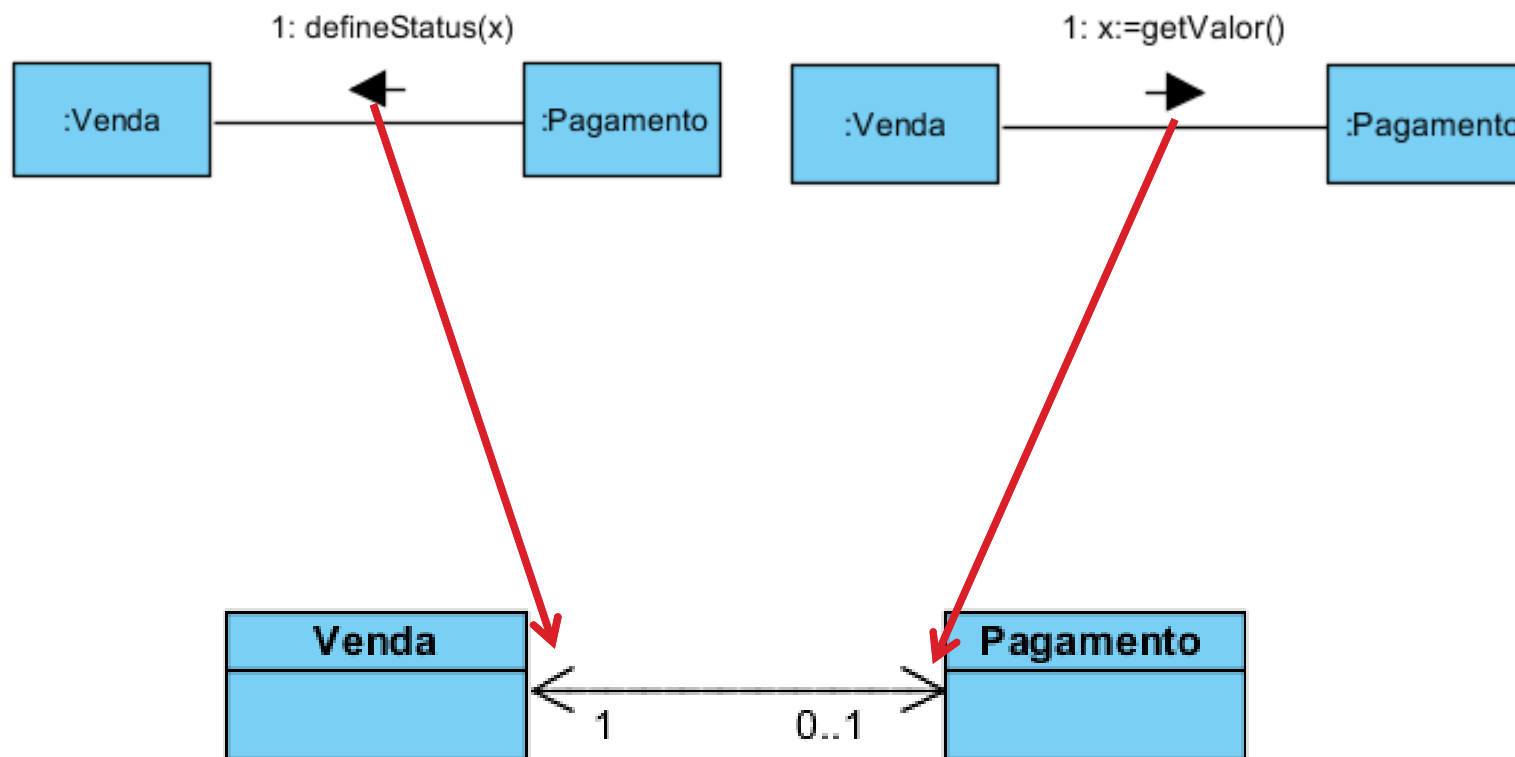 1: defineStatus(x)
1: x:=getValor()
:Venda
:Pagamento
:Venda
:Pagamento
Venda
Pagamento
1
0..1